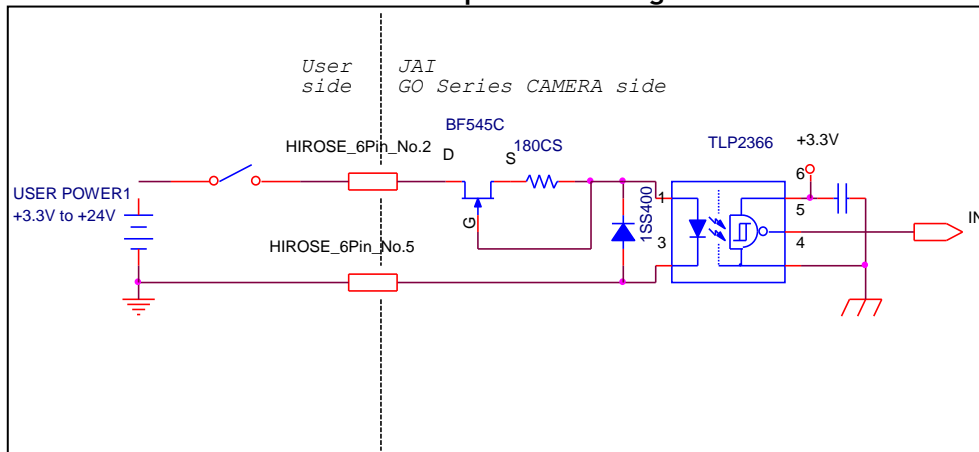 User side
JAI
GO Series CAMERA side
BF545C
HIROSE_6Pin_No.2
D
S
180CS
TLP2366
+3.3V
6
USER POWER1
+3.3V to +24V
G
1SS400
1
5
3
4
IN
HIROSE_6Pin_No.5